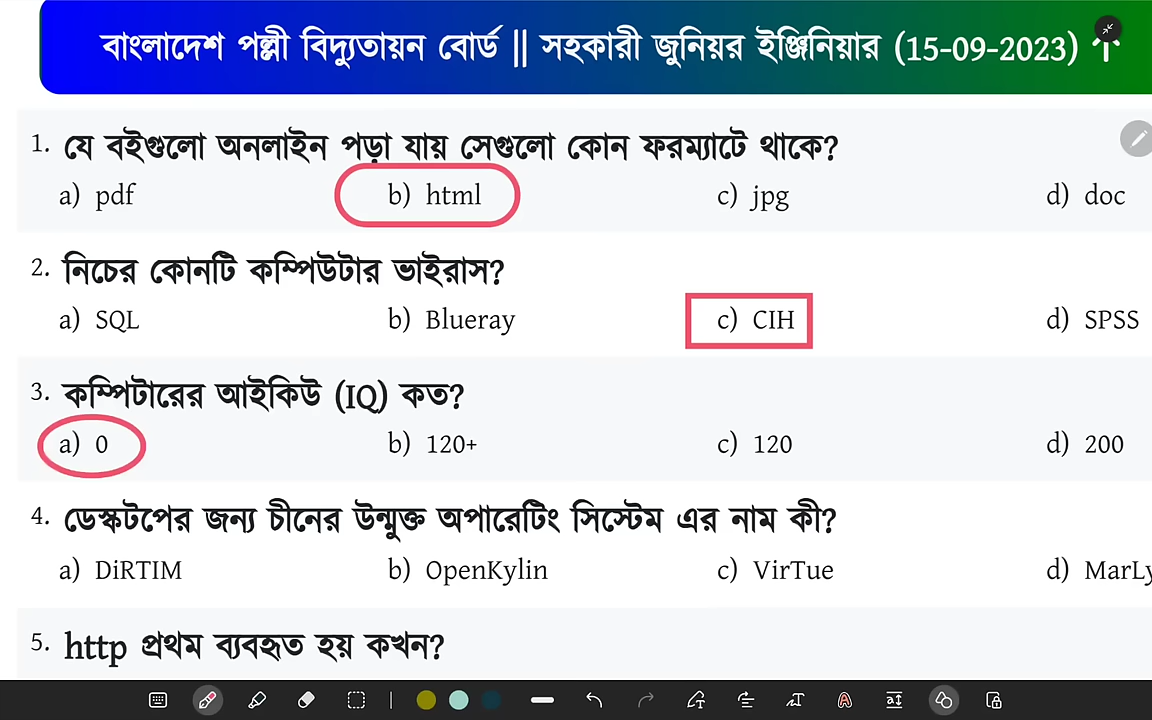 বাংলাদেশ পল্লী বিদ্যুতায়ন বোর্ড || সহকারী জুনিয়র ইঞ্জিনিয়ার (15-09-2023)
1. যে বইগুলো অনলাইন পড়া যায় সেগুলো কোন ফরম্যাটে থাকে?
a) pdf b) html c) jpg d) doc
2. নিচের কোনটি কম্পিউটার ভাইরাস?
a) SQL b) Blueray c) CIH d) SPSS
3. কম্পিটারের আইকিউ (IQ) কত?
a) 0 b) 120+ c) 120 d) 200
4. ডেস্কটপের জন্য চীনের উন্মুক্ত অপারেটিং সিস্টেম এর নাম কী?
a) DiRTIM b) OpenKylin c) VirTue d) MarLy
5. http প্রথম ব্যবহৃত হয় কখন?